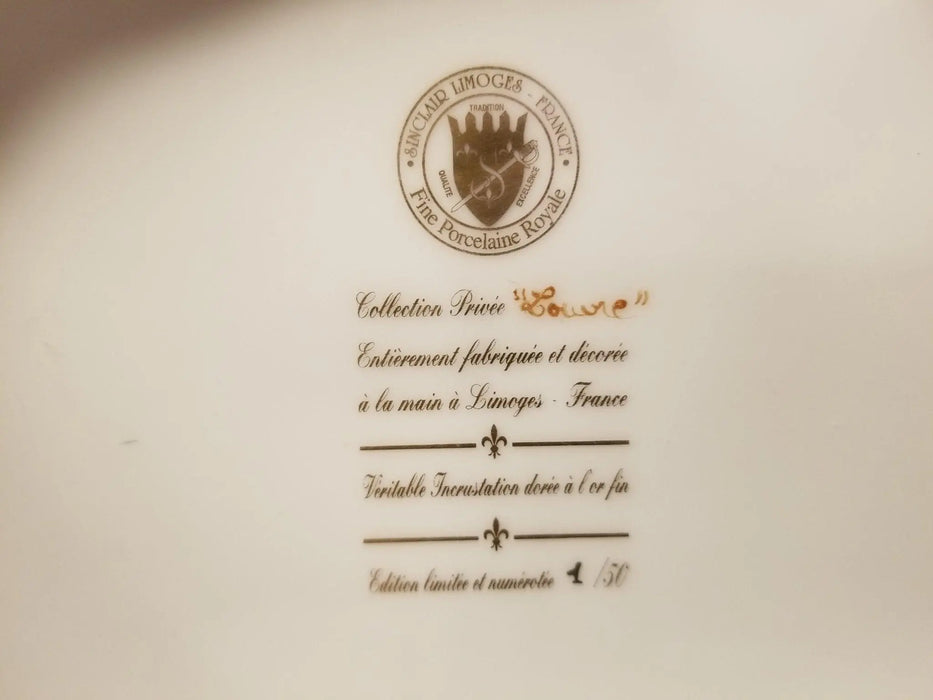 SINCLAIR LIMOGES - FRANCE
TRADITION
QUALITE
EXCELLENCE
S
Fine Porcelaine Royale
Collection Privée "Louvre"
Entièrement fabriquée et décorée
à la main à Limoges - France
Véritable Incrustation dorée à l'or fin
Edition limitée et numérotée 1 /50